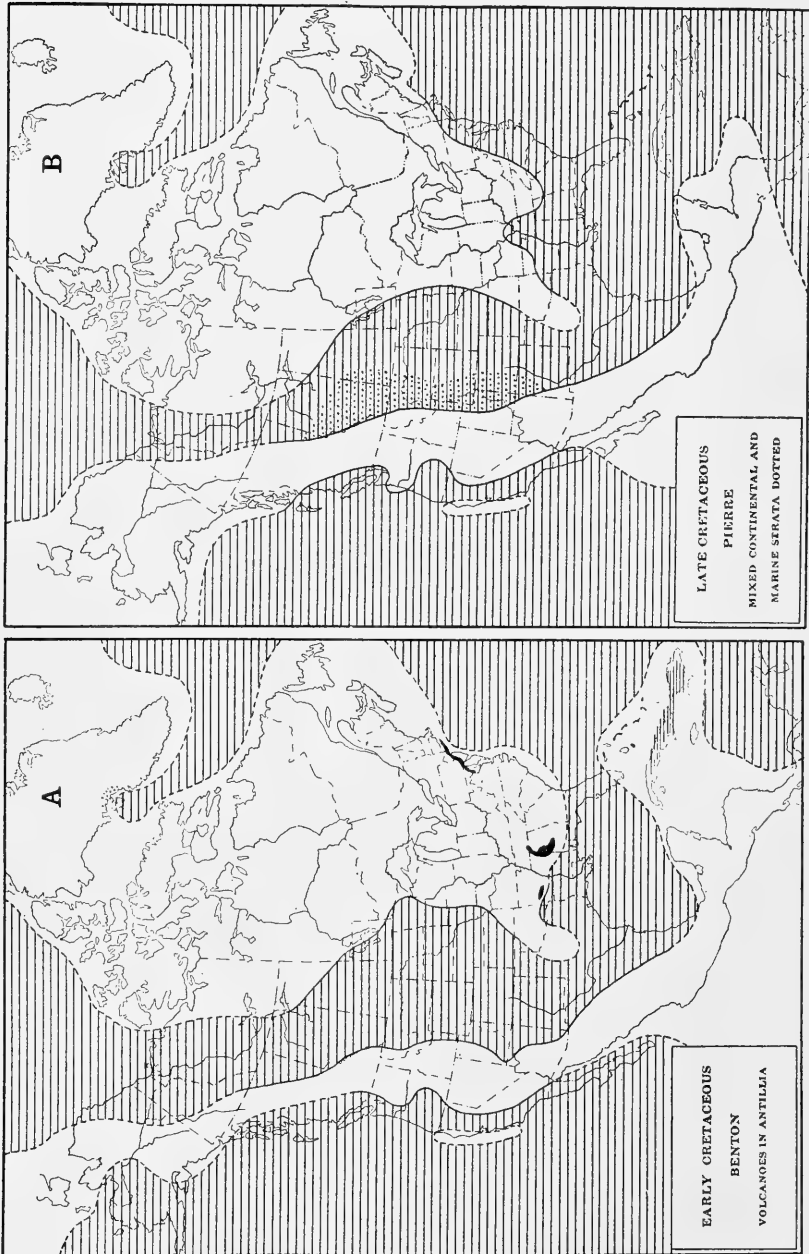 A
EARLY CRETACEOUS
BENTON
VOLCANOES IN ANTILLIA
B
LATE CRETACEOUS
PIERRE
MIXED CONTINENTAL AND
MARINE STRATA DOTTED